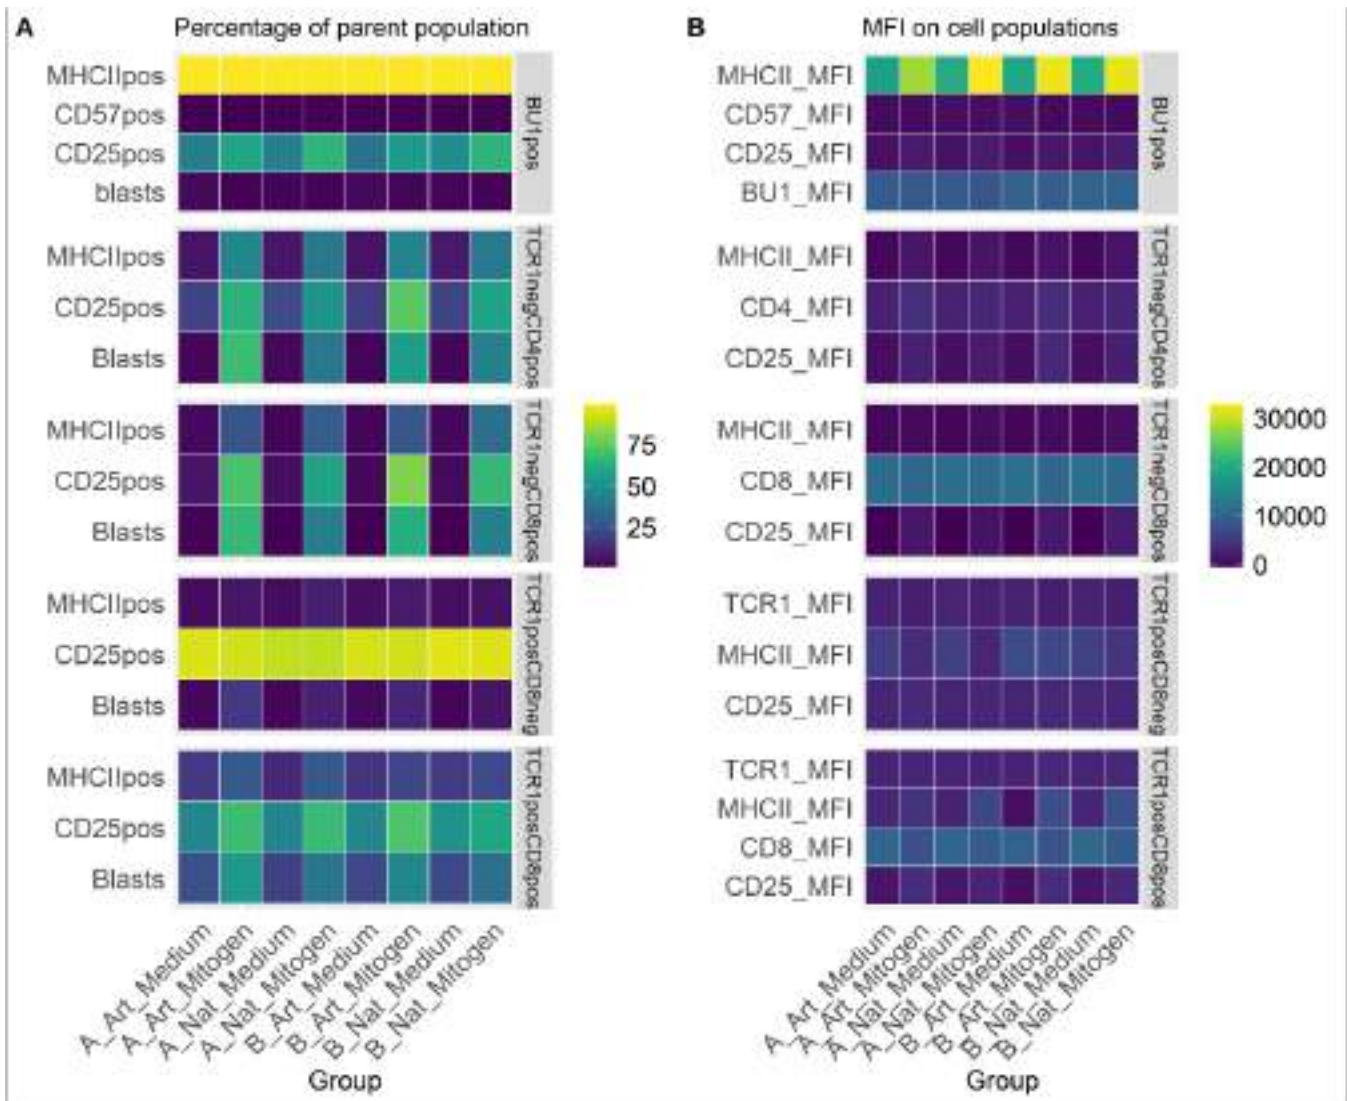 A Percentage of parent population
MHCIIpos
CD57pos
CD25pos
blasts
BU1pos
MHCIIpos
CD25pos
Blasts
TCR1negCD4pos
MHCIIpos
CD25pos
Blasts
TCR1negCD8pos
MHCIIpos
CD25pos
Blasts
TCR1posCD8neg
MHCIIpos
CD25pos
Blasts
TCR1posCD8pos
75
50
25
A_Art_Medium
A_Art_Mitogen
A_Nat_Medium
A_Nat_Mitogen
B_Art_Medium
B_Art_Mitogen
B_Nat_Medium
B_Nat_Mitogen
Group
B MFI on cell populations
MHCII_MFI
CD57_MFI
CD25_MFI
BU1_MFI
BU1pos
MHCII_MFI
CD4_MFI
CD25_MFI
TCR1negCD4pos
MHCII_MFI
CD8_MFI
CD25_MFI
TCR1negCD8pos
TCR1_MFI
MHCII_MFI
CD25_MFI
TCR1posCD8neg
TCR1_MFI
MHCII_MFI
CD8_MFI
CD25_MFI
TCR1posCD8pos
30000
20000
10000
0
A_Art_Medium
A_Art_Mitogen
A_Nat_Medium
A_Nat_Mitogen
B_Art_Medium
B_Art_Mitogen
B_Nat_Medium
B_Nat_Mitogen
Group